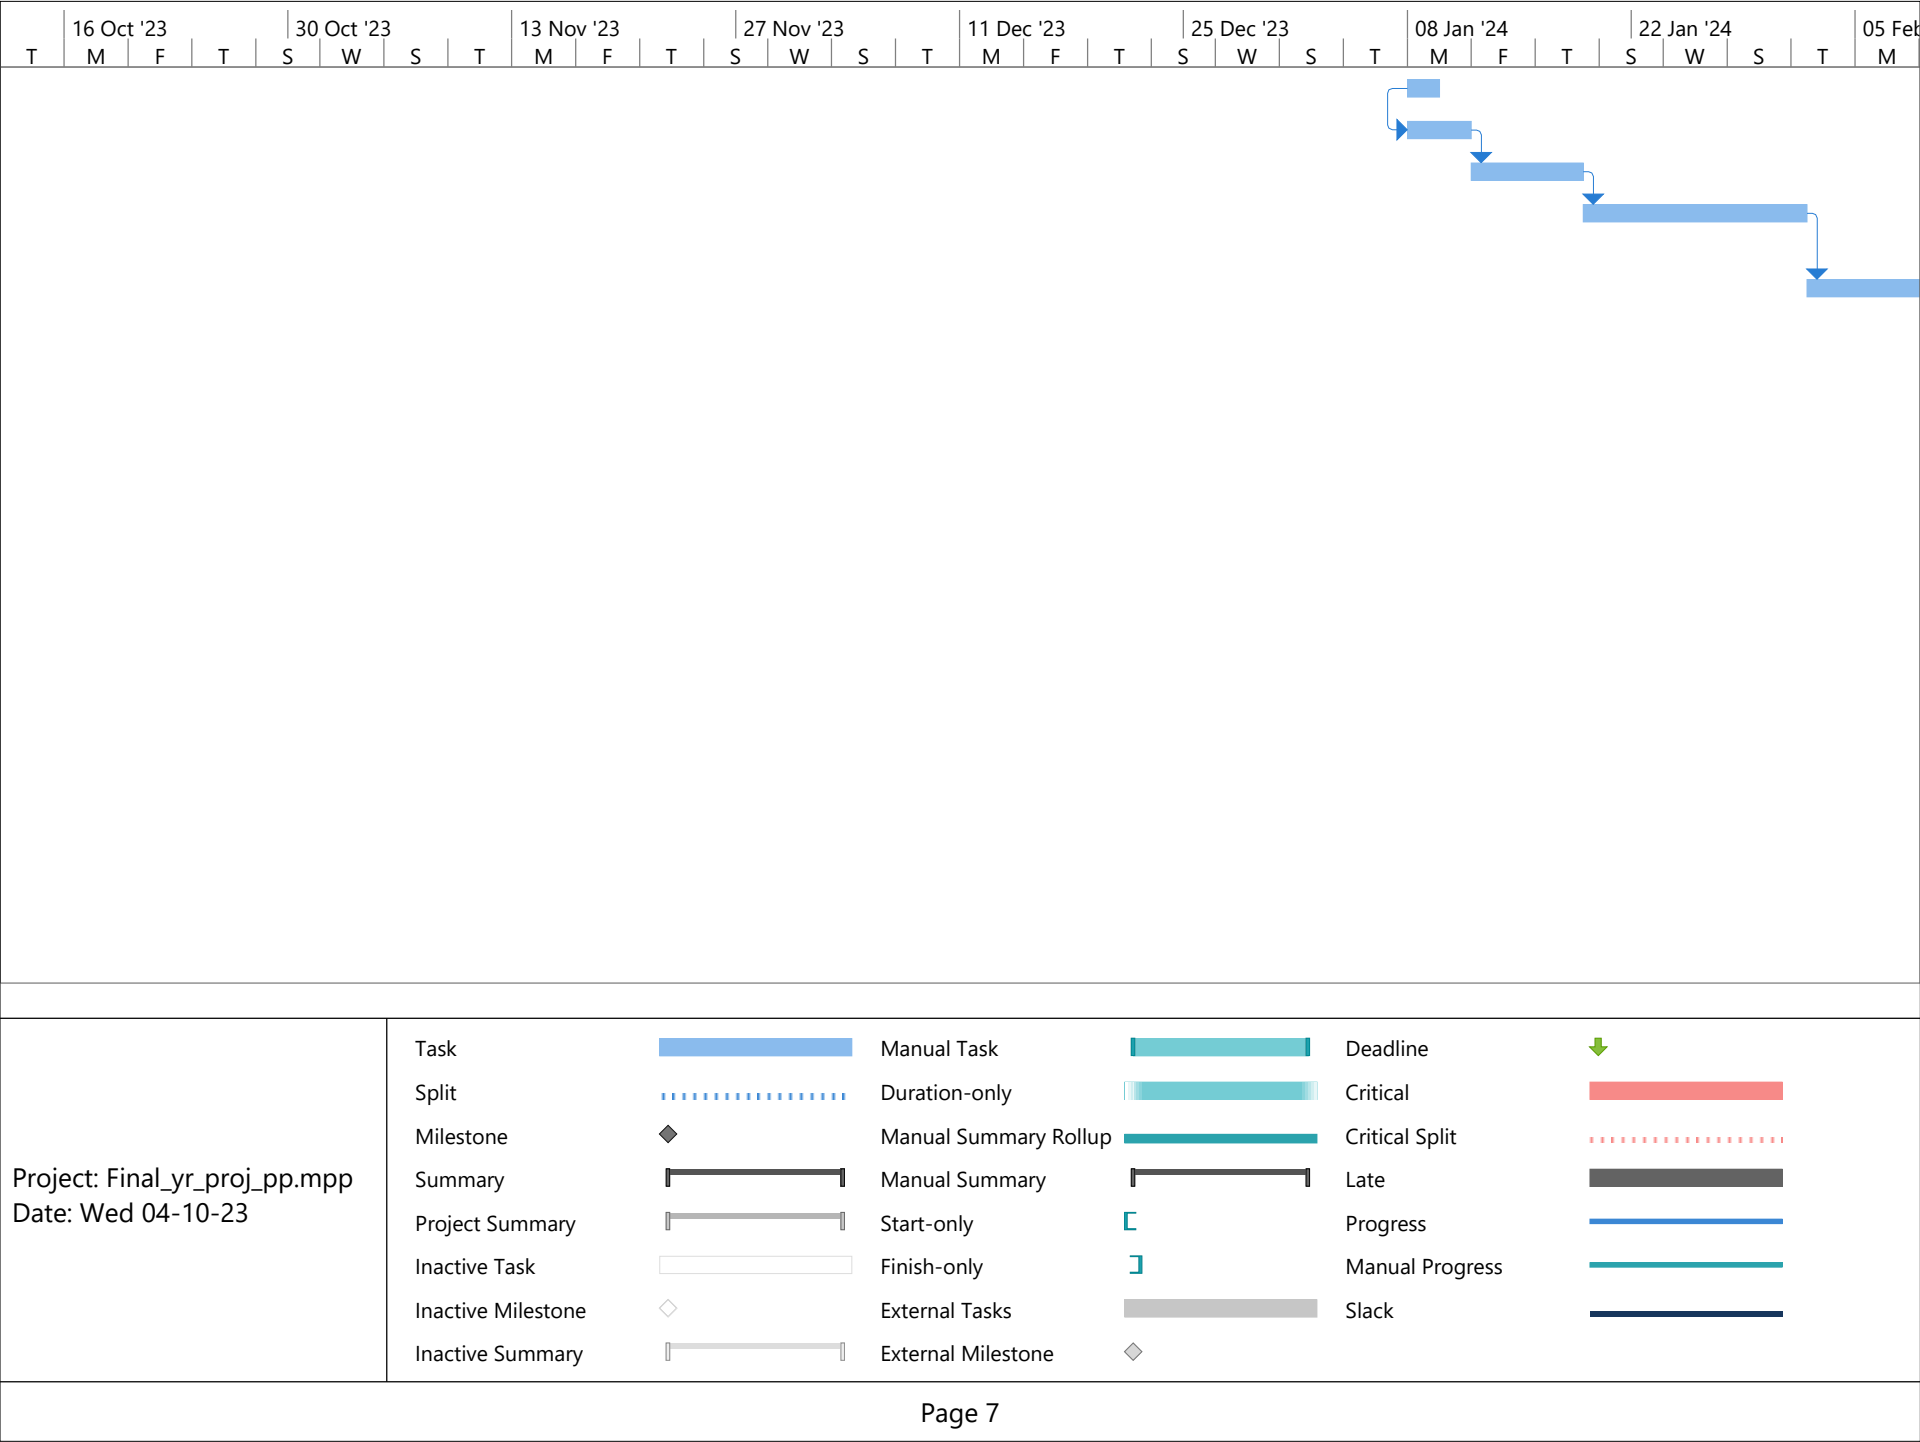 16 Oct '23 30 Oct '23 13 Nov '23 27 Nov '23 11 Dec '23 25 Dec '23 08 Jan '24 22 Jan '24 05 Feb
T M F T S W S T M F T S W S T M F T S W S T M F T S W S T M
Task Manual Task Deadline
Split Duration-only Critical
Milestone Manual Summary Rollup Critical Split
Project: Final_yr_proj_pp.mpp
Date: Wed 04-10-23
Summary Manual Summary Late
Project Summary Start-only Progress
Inactive Task Finish-only Manual Progress
Inactive Milestone External Tasks Slack
Inactive Summary External Milestone
Page 7